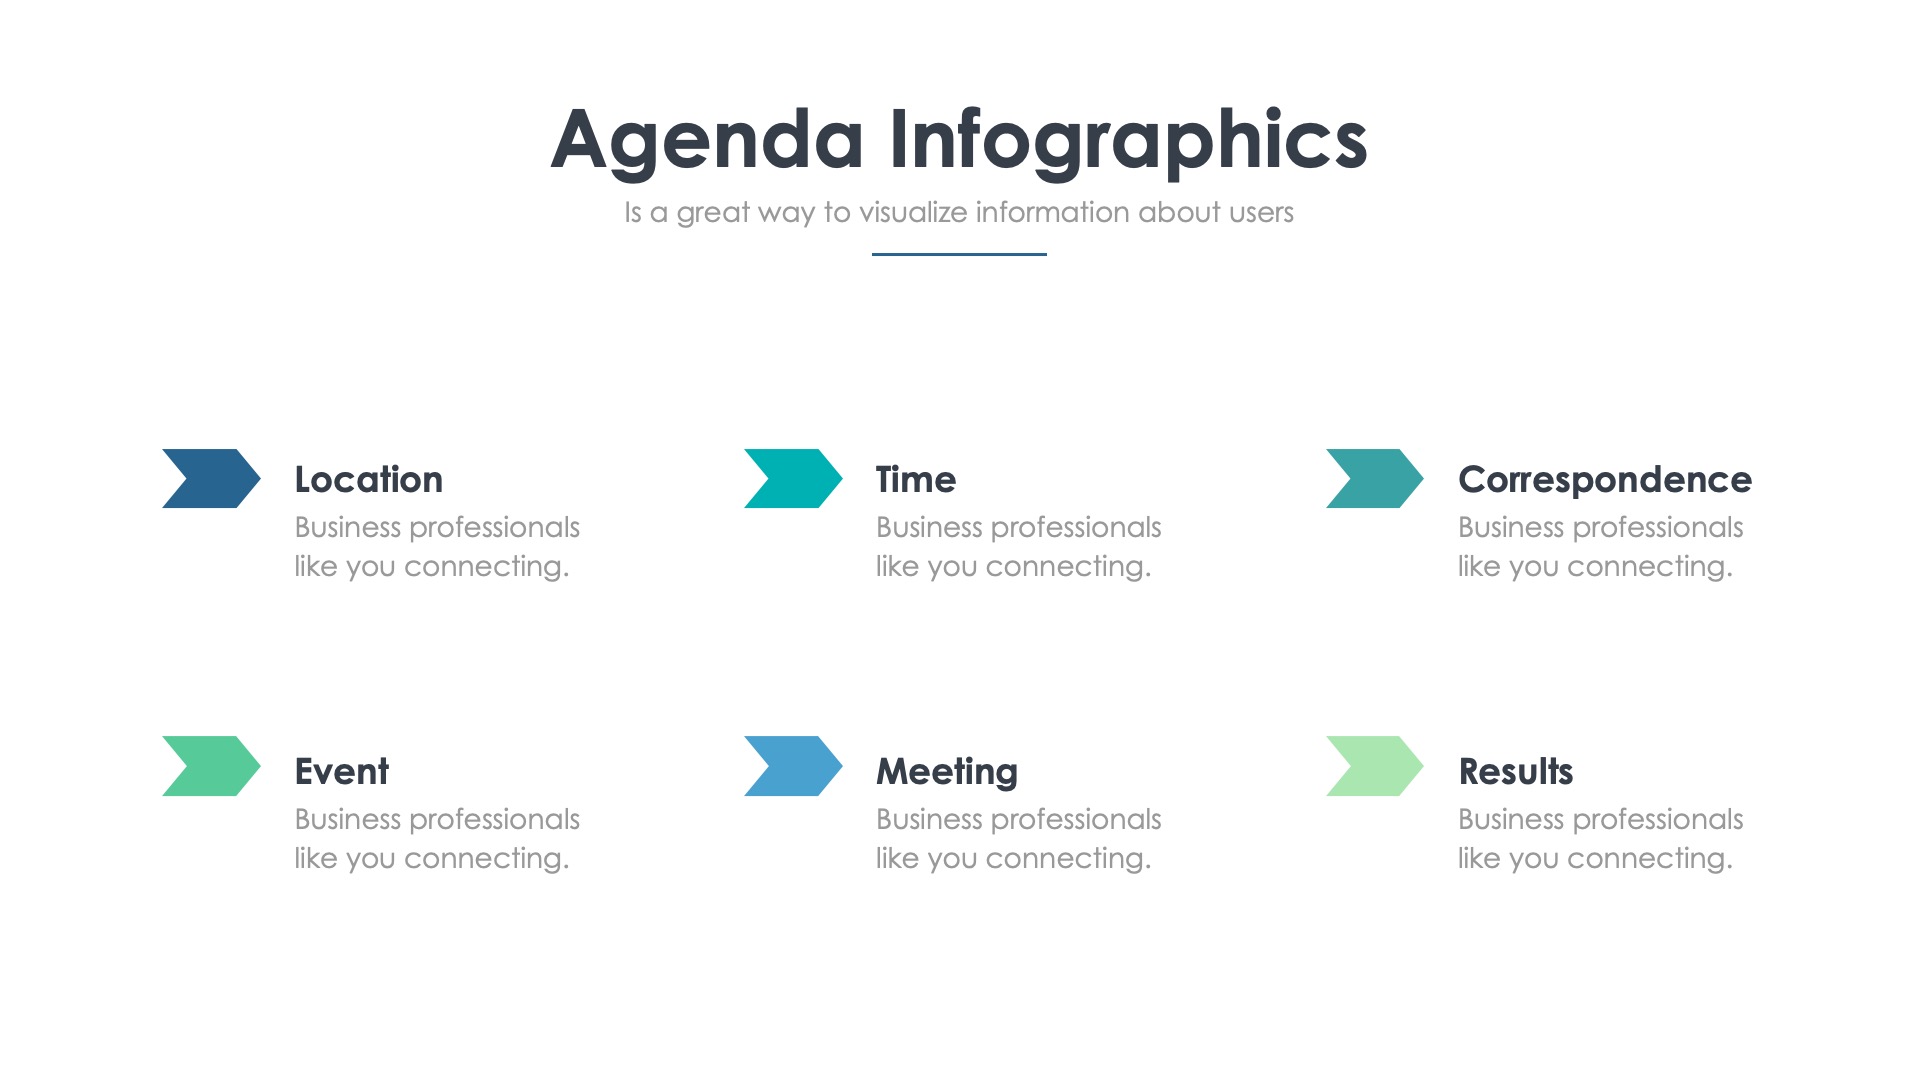 Agenda Infographics
Is a great way to visualize information about users
Location
Business professionals
like you connecting.
Time
Business professionals
like you connecting.
Correspondence
Business professionals
like you connecting.
Event
Business professionals
like you connecting.
Meeting
Business professionals
like you connecting.
Results
Business professionals
like you connecting.